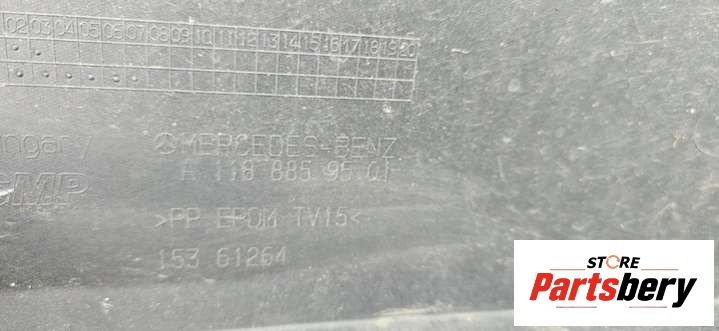 02 03 04 05 06 07 08 09 10 11 12 13 14 15 16 17 18 19 20
MERCEDES-BENZ
A 118 885 95 01
>PP EPDM TV15<
153 61264
STORE
Partsbery